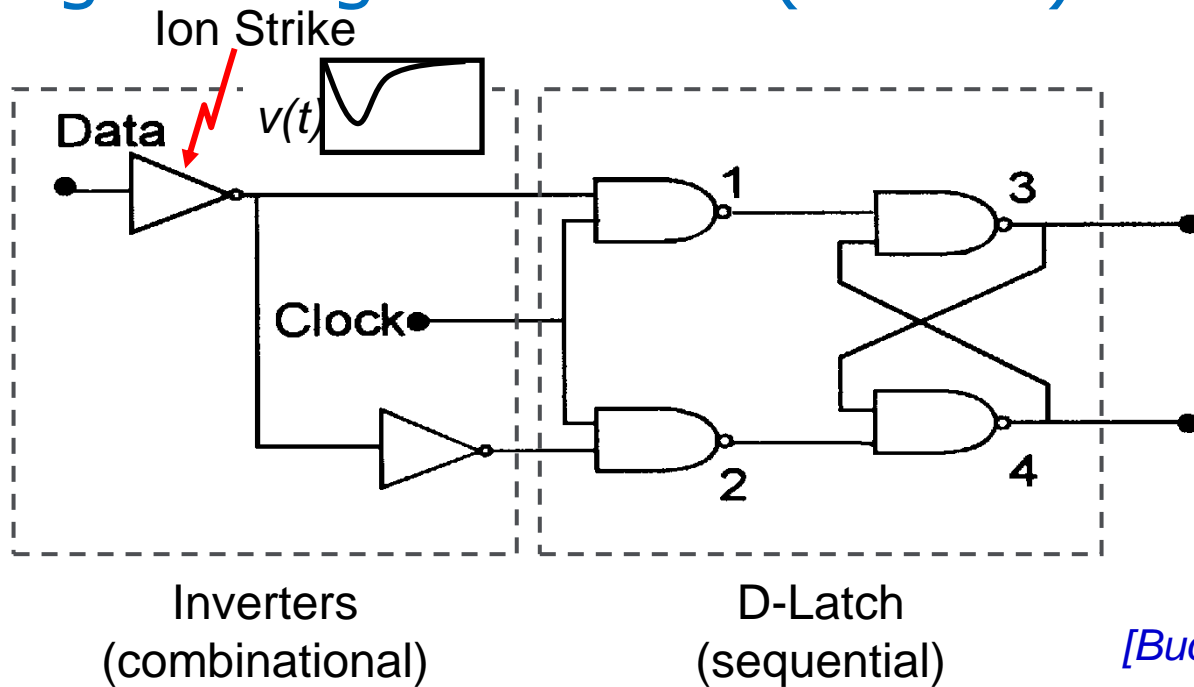 Ion Strike
v(t)
Data
1
3
Clock
2
4
Inverters
(combinational)
D-Latch
(sequential)